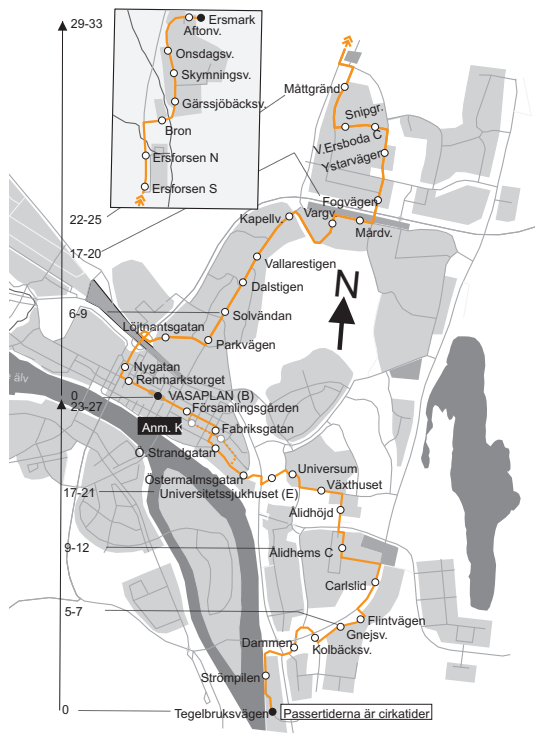 29-33
Ersmark
Aftonv.
Onsdagsv.
Skymningsv.
Gärssjöbäcksv.
Bron
Ersforsen N
Ersforsen S
Måttgränd
Snipgr.
V.Ersboda C
Ystarvägen
Fogvägen
22-25
Kapellv.
Vargv.
Mårdv.
17-20
Vallarestigen
N
Dalstigen
6-9
Solvändan
Löjtnantsgatan
Parkvägen
Nygatan
Renmarkstorget
älv
0
VASAPLAN (B)
23-27
Församlingsgården
Anm. K
Fabriksgatan
Ö.Strandgatan
Östermalmsgatan
Universum
17-21
Universitetssjukhuset (E)
Växthuset
Ålidhöjd
9-12
Ålidhems C
Carlslid
5-7
Flintvägen
Gnejsv.
Dammen
Kolbäcksv.
Strömpilen
0
Tegelbruksvägen
Passertiderna är cirkatider